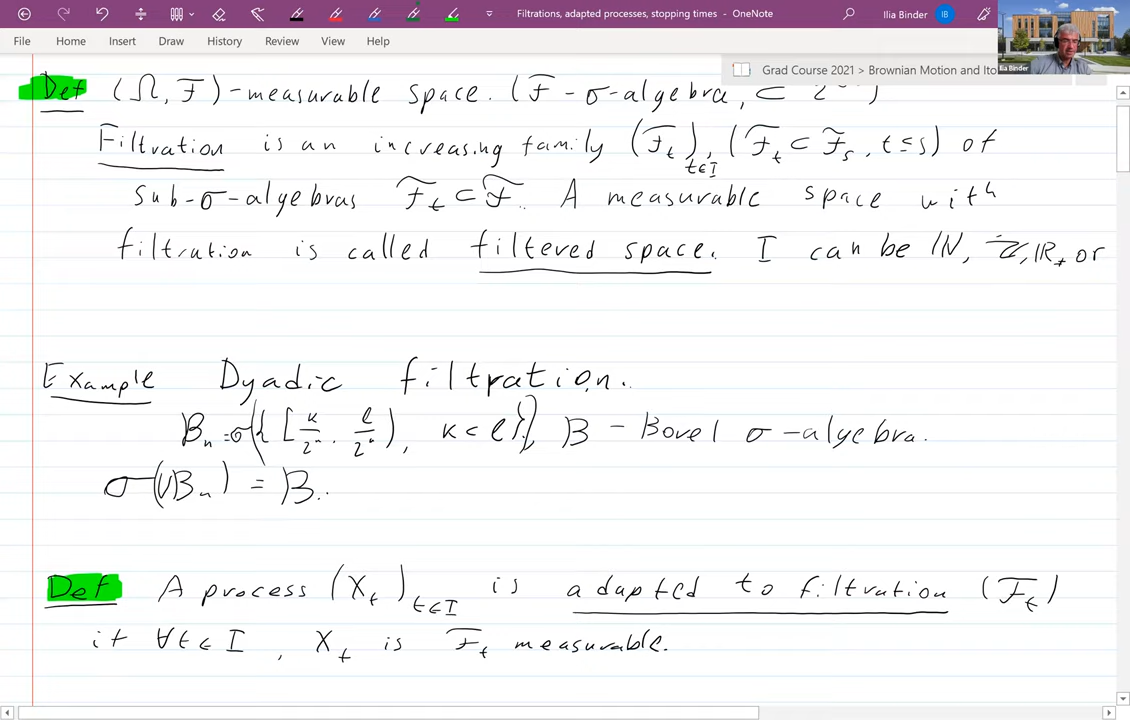 Filtrations, adapted processes, stopping times - OneNote
Ilia Binder IB
File Home Insert Draw History Review View Help
Ilia Binder
Grad Course 2021 > Brownian Motion and Ito
Def (Ω, F)-measurable space. (F - σ-algebra, ⊂ 2
Filtration is an increasing family (F_t)_{t∈I}, (F_t ⊂ F_s, t≤s) of
sub-σ-algebras F_t ⊂ F. A measurable space with
filtration is called filtered space. I can be ℕ, ℤ, ℝ_+ or
Example Dyadic filtration.
B_n = σ({[k/2^n, l/2^n), k<l}) B - Borel σ-algebra.
σ(∪B_n) = B.
Def A process (X_t)_{t∈I} is adapted to filtration (F_t)
if ∀t∈I, X_t is F_t measurable.